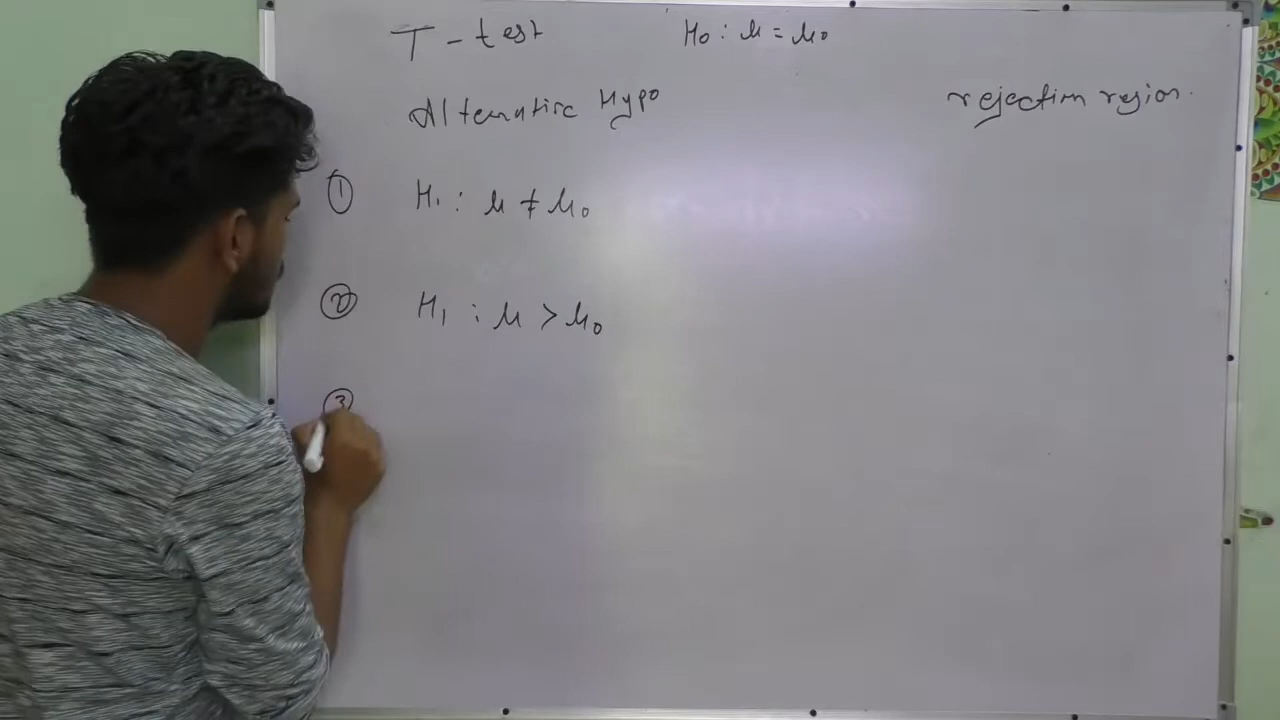 T - test H₀ : μ = μ₀
Alternative Hypo rejection region.
① H₁ : μ ≠ μ₀
② H₁ : μ > μ₀
③